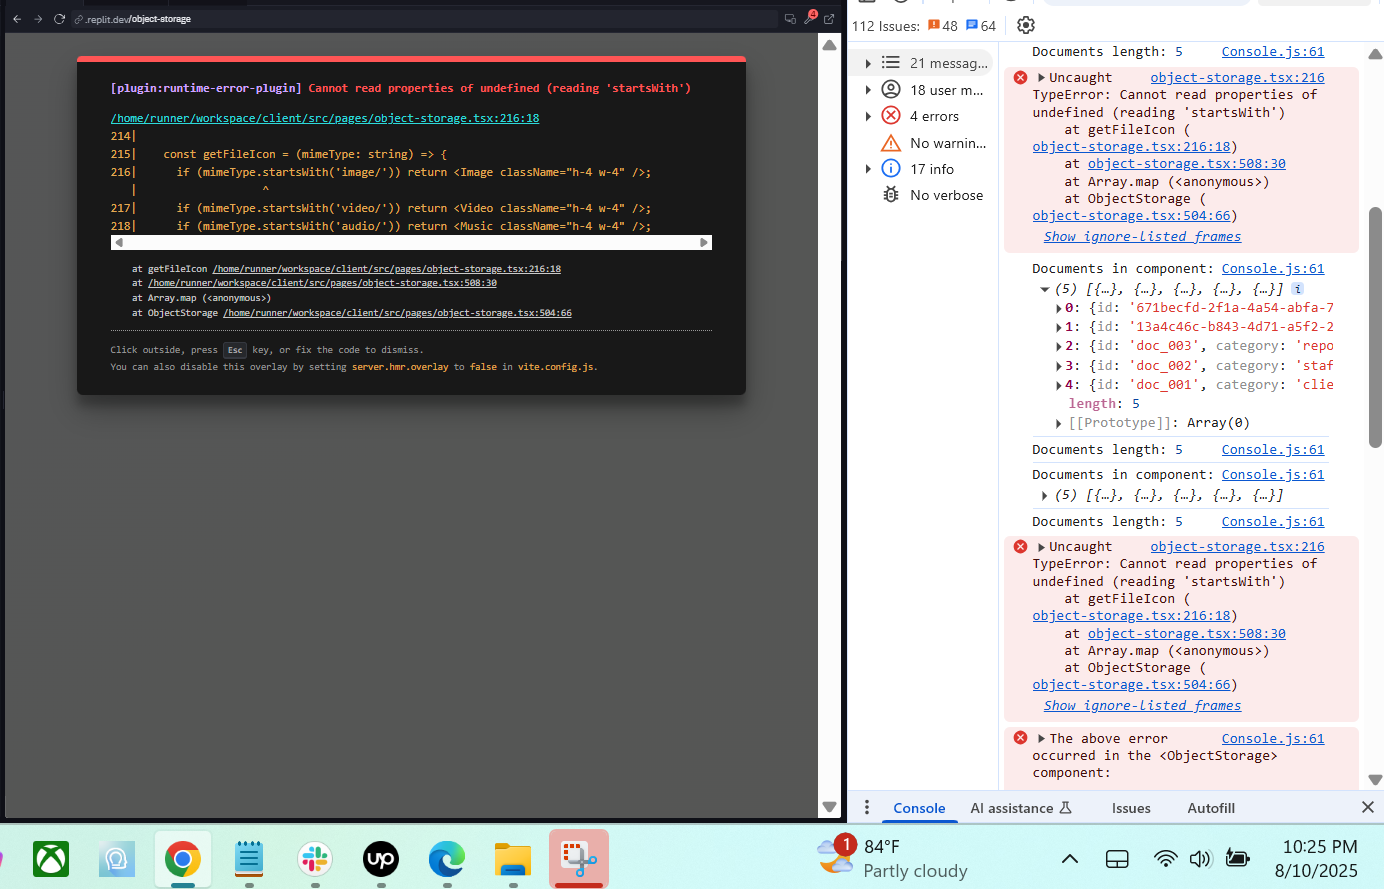 .replit.dev/object-storage
4
[plugin:runtime-error-plugin] Cannot read properties of undefined (reading 'startsWith')
/home/runner/workspace/client/src/pages/object-storage.tsx:216:18
214|
215|    const getFileIcon = (mimeType: string) => {
216|      if (mimeType.startsWith('image/')) return <Image className="h-4 w-4" />;
|                   ^
217|      if (mimeType.startsWith('video/')) return <Video className="h-4 w-4" />;
218|      if (mimeType.startsWith('audio/')) return <Music className="h-4 w-4" />;
at getFileIcon /home/runner/workspace/client/src/pages/object-storage.tsx:216:18
at /home/runner/workspace/client/src/pages/object-storage.tsx:508:30
at Array.map (<anonymous>)
at ObjectStorage /home/runner/workspace/client/src/pages/object-storage.tsx:504:66
Click outside, press Esc key, or fix the code to dismiss.
You can also disable this overlay by setting server.hmr.overlay to false in vite.config.js.
112 Issues: 48 64
21 messag...
18 user m...
4 errors
No warnin...
17 info
No verbose
Documents length: 5 Console.js:61
Uncaught object-storage.tsx:216
TypeError: Cannot read properties of
undefined (reading 'startsWith')
at getFileIcon (
object-storage.tsx:216:18)
at object-storage.tsx:508:30
at Array.map (<anonymous>)
at ObjectStorage (
object-storage.tsx:504:66)
Show ignore-listed frames
Documents in component: Console.js:61
(5) [{…}, {…}, {…}, {…}, {…}] i
0: {id: '671becfd-2f1a-4a54-abfa-7
1: {id: '13a4c46c-b843-4d71-a5f2-2
2: {id: 'doc_003', category: 'repo
3: {id: 'doc_002', category: 'staf
4: {id: 'doc_001', category: 'clie
length: 5
[[Prototype]]: Array(0)
Documents length: 5 Console.js:61
Documents in component: Console.js:61
(5) [{…}, {…}, {…}, {…}, {…}]
Documents length: 5 Console.js:61
Uncaught object-storage.tsx:216
TypeError: Cannot read properties of
undefined (reading 'startsWith')
at getFileIcon (
object-storage.tsx:216:18)
at object-storage.tsx:508:30
at Array.map (<anonymous>)
at ObjectStorage (
object-storage.tsx:504:66)
Show ignore-listed frames
The above error Console.js:61
occurred in the <ObjectStorage>
component:
Console AI assistance Issues Autofill
up
1
84°F
Partly cloudy
10:25 PM
8/10/2025